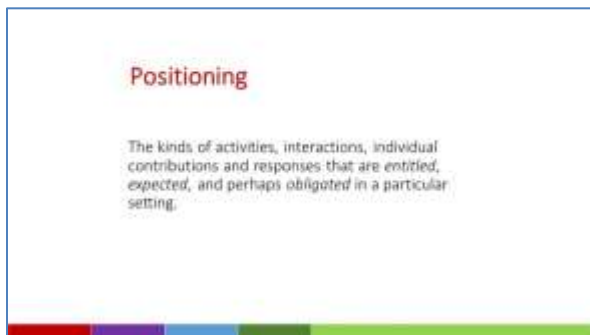 Positioning
The kinds of activities, interactions, individual
contributions and responses that are entitled,
expected, and perhaps obligated in a particular
setting.